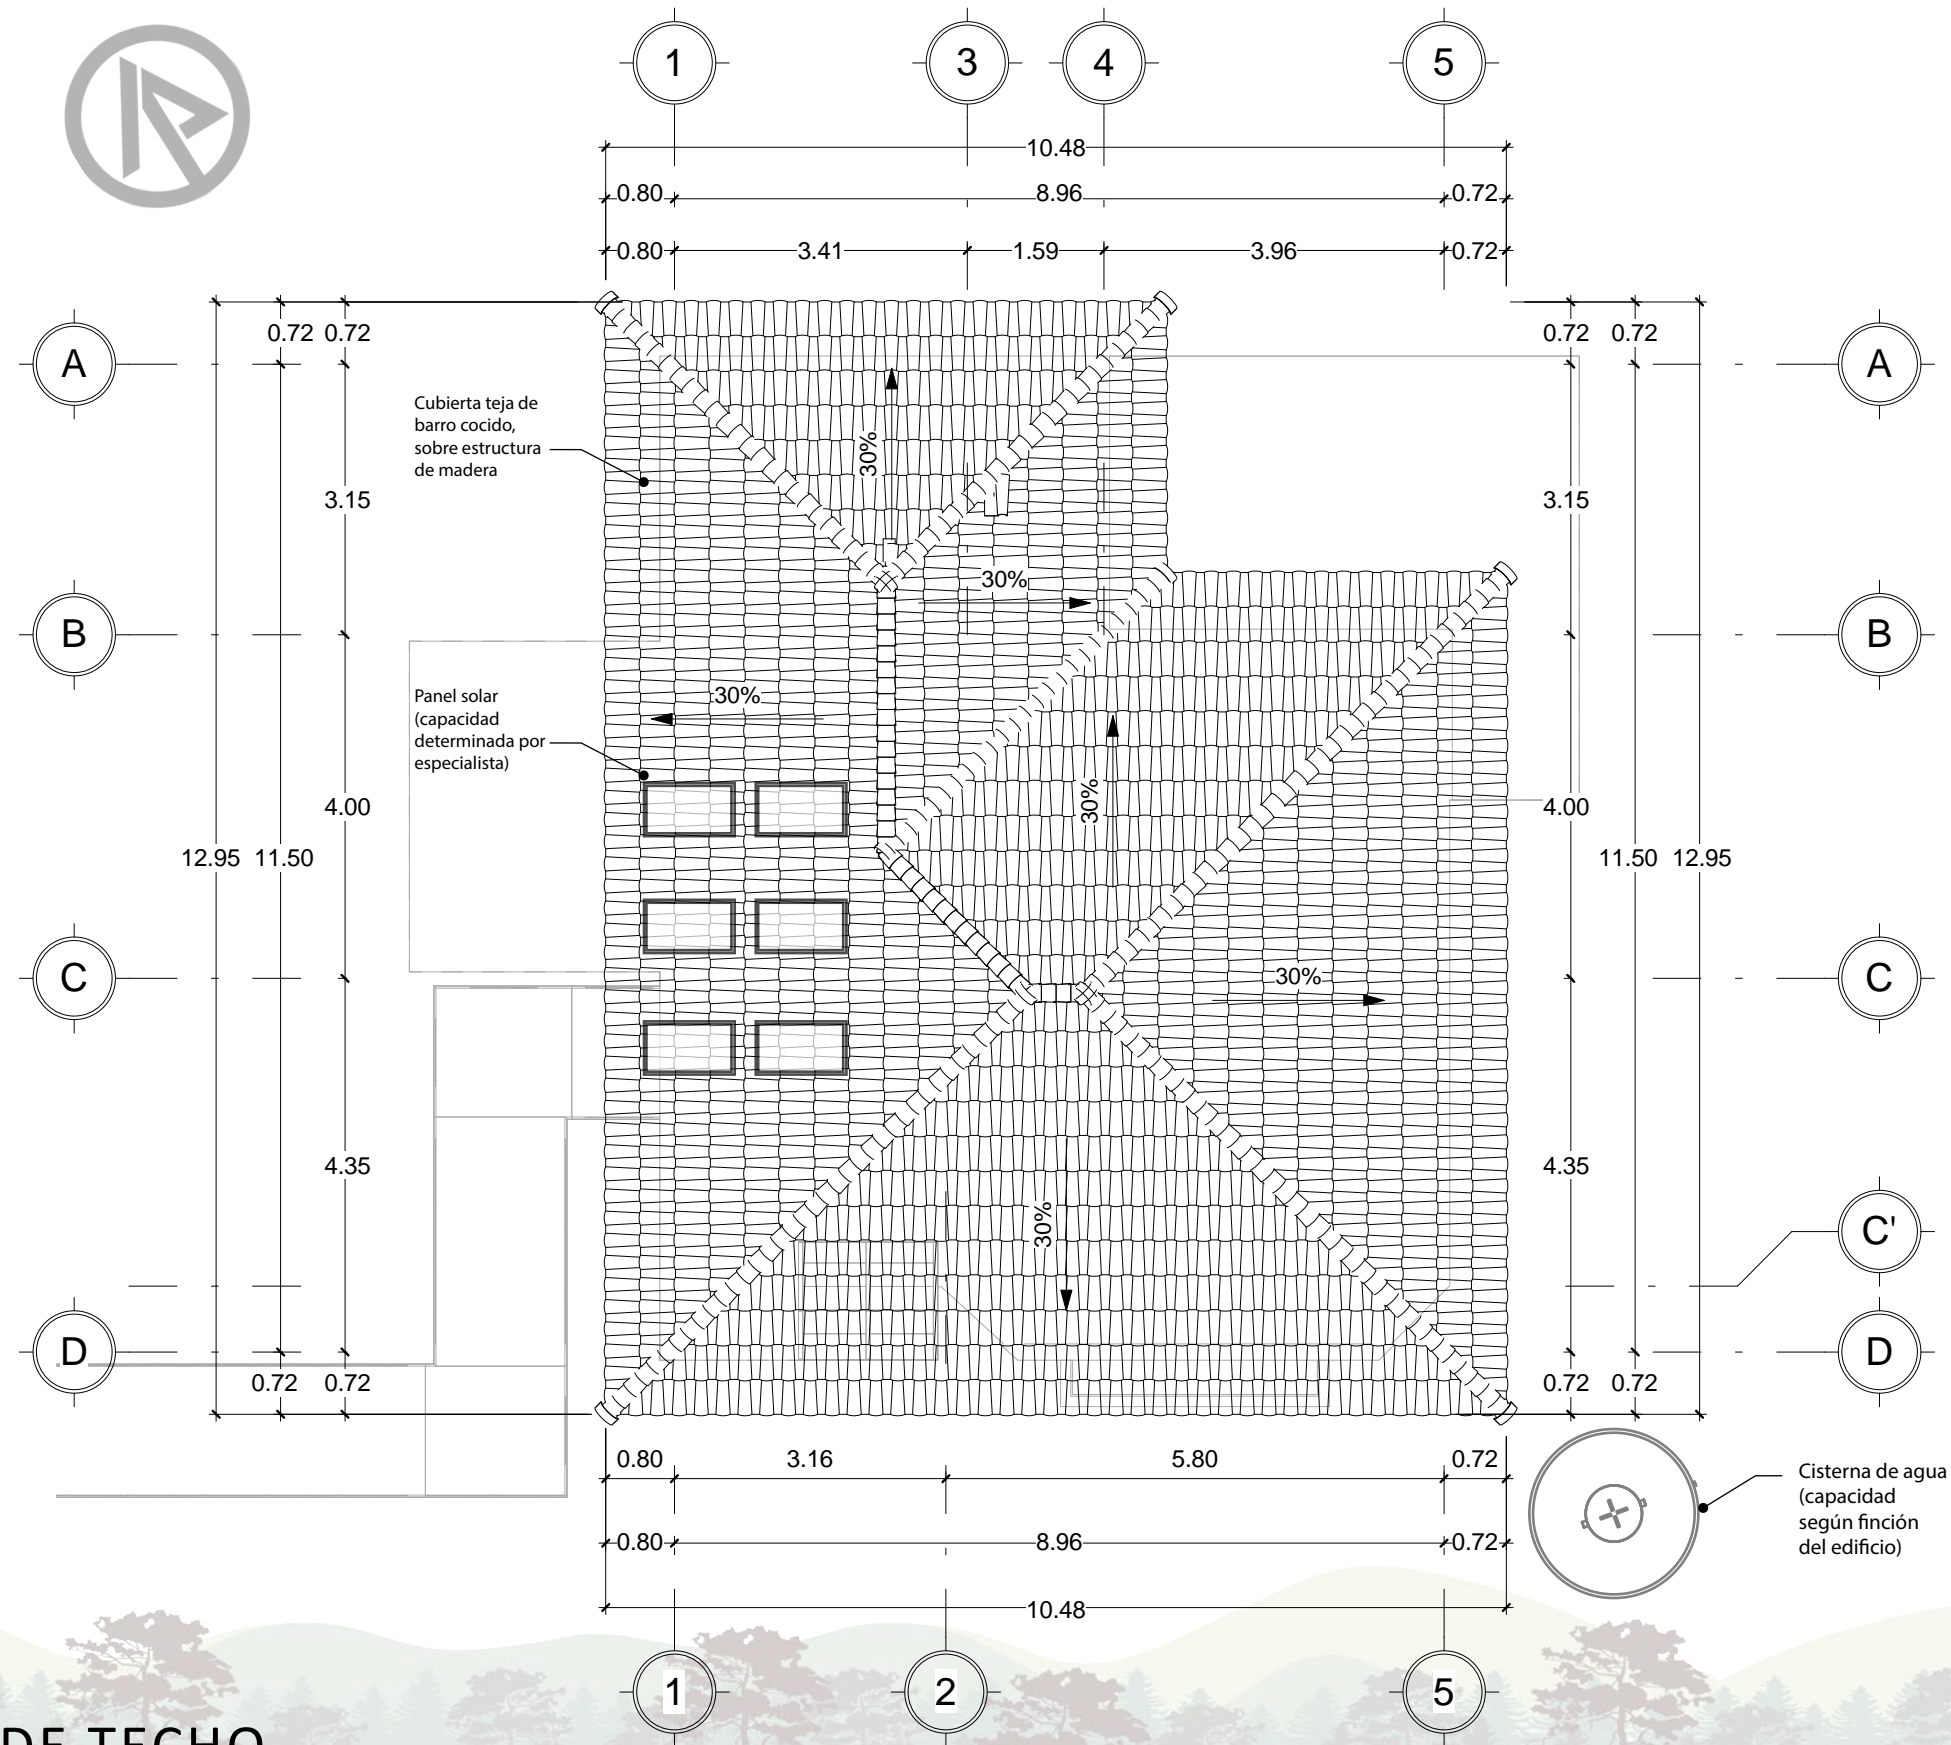 1 3 4 5
10.48
0.80 8.96 0.72
0.80 3.41 1.59 3.96 0.72
0.72 0.72 0.72 0.72
A A
Cubierta teja de
barro cocido,
sobre estructura
de madera
30%
3.15 3.15
30%
B B
Panel solar
(capacidad
determinada por
especialista)
30%
30%
4.00 4.00
12.95 11.50 11.50 12.95
C 30% C
4.35 4.35
30%
C'
D D
0.72 0.72 0.72 0.72
0.80 3.16 5.80 0.72
Cisterna de agua
(capacidad
según finción
del edificio)
0.80 8.96 0.72
10.48
1 2 5
DE TECHO